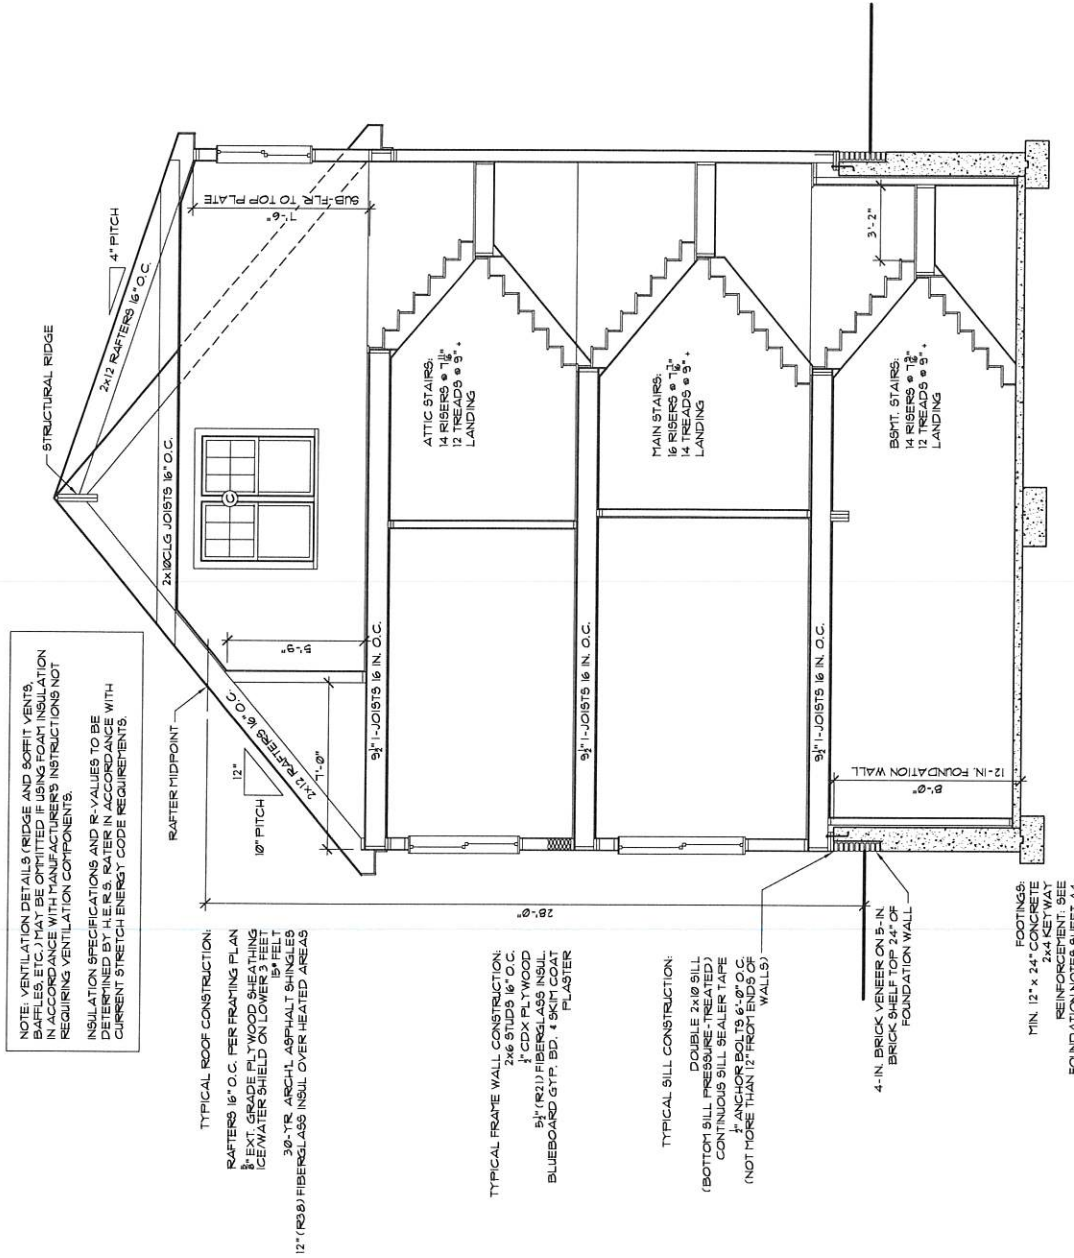 NOTE: VENTILATION DETAILS (RIDGE AND SOFFIT VENTS,
BAFFLES, ETC.) MAY BE OMITTED IF USING FOAM INSULATION
IN ACCORDANCE WITH MANUFACTURER'S INSTRUCTIONS NOT
REQUIRING VENTILATION COMPONENTS.
INSULATION SPECIFICATIONS AND R-VALUES TO BE
DETERMINED BY H.E.R.S. RATER IN ACCORDANCE WITH
CURRENT STRETCH ENERGY CODE REQUIREMENTS.
STRUCTURAL RIDGE
4" PITCH
2x12 RAFTERS 16" O.C.
2x10 CLG JOISTS 16" O.C.
RAFTER MIDPOINT
12"
10" PITCH
2x12 RAFTERS 16" O.C.
7'-0"
5'-9"
7'-6"
SUB-FLR. TO TOP PLATE
TYPICAL ROOF CONSTRUCTION:
RAFTERS 16" O.C. PER FRAMING PLAN
EXT. GRADE PLYWOOD SHEATHING
ICE/WATER SHIELD ON LOWER 3 FEET
15# FELT
30-YR. ARCH'L ASPHALT SHINGLES
12" (R38) FIBERGLASS INSUL OVER HEATED AREAS
28'-0"
9½" I-JOISTS 16 IN. O.C.
ATTIC STAIRS:
14 RISERS @
12 TREADS @ 9" +
LANDING
TYPICAL FRAME WALL CONSTRUCTION:
2x6 STUDS 16" O.C.
½" CDX PLYWOOD
5½" (R21) FIBERGLASS INSUL.
BLUEBOARD GYP. BD. & SKIM COAT
PLASTER
9½" I-JOISTS 16 IN. O.C.
MAIN STAIRS:
16 RISERS @
14 TREADS @ 9" +
LANDING
TYPICAL SILL CONSTRUCTION:
DOUBLE 2x10 SILL
(BOTTOM SILL PRESSURE-TREATED)
CONTINUOUS SILL SEALER TAPE
½" ANCHOR BOLTS 6'-0" O.C.
(NOT MORE THAN 12" FROM ENDS OF
WALLS)
9½" I-JOISTS 16 IN. O.C.
BSMT. STAIRS:
14 RISERS @
12 TREADS @ 9" +
LANDING
3'-2"
8'-0"
12-IN. FOUNDATION WALL
4-IN. BRICK VENEER ON 5-IN.
BRICK SHELF TOP 24" OF
FOUNDATION WALL
FOOTINGS:
MIN. 12" x 24" CONCRETE
2x4 KEYWAY
REINFORCEMENT: SEE
FOUNDATION NOTES SHEET A4